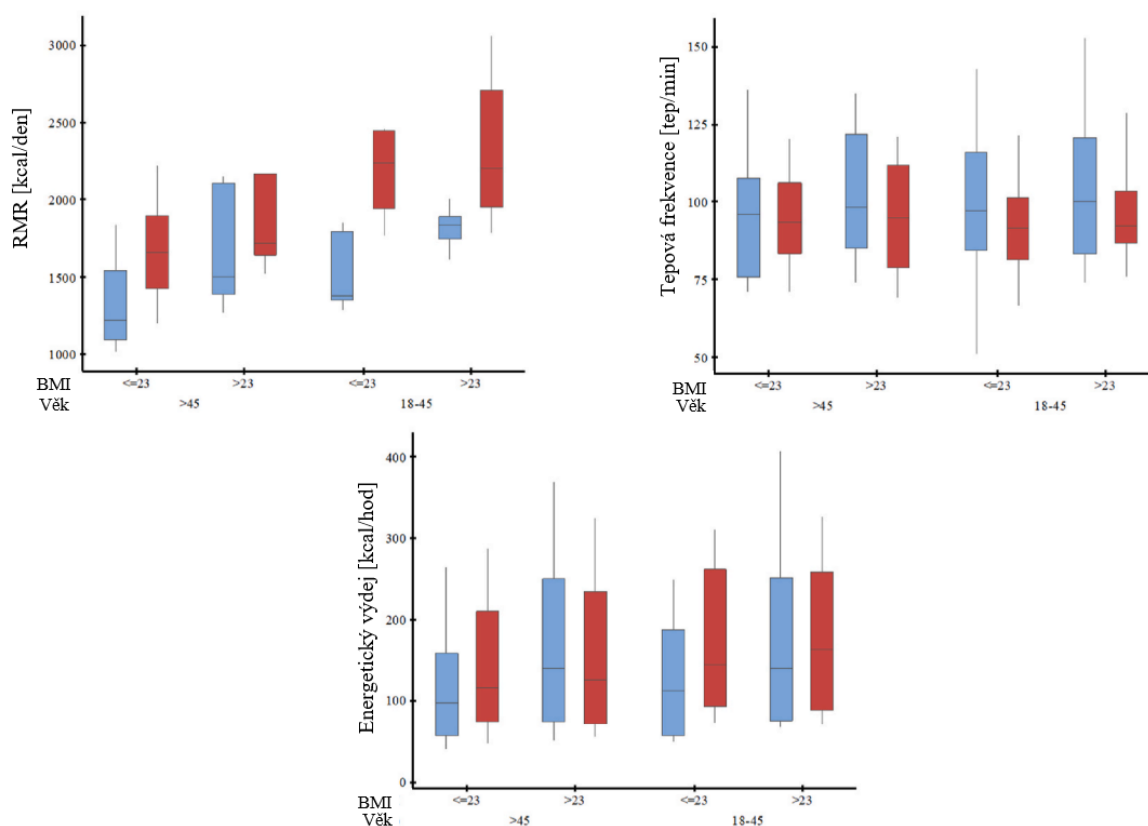 RMR [kcal/den]
3000
2500
2000
1500
1000
BMI <=23 >23 <=23 >23
Věk >45 18-45
Tepová frekvence [tep/min]
150
125
100
75
50
BMI <=23 >23 <=23 >23
Věk >45 18-45
Energetický výdej [kcal/hod]
400
300
200
100
0
BMI <=23 >23 <=23 >23
Věk >45 18-45